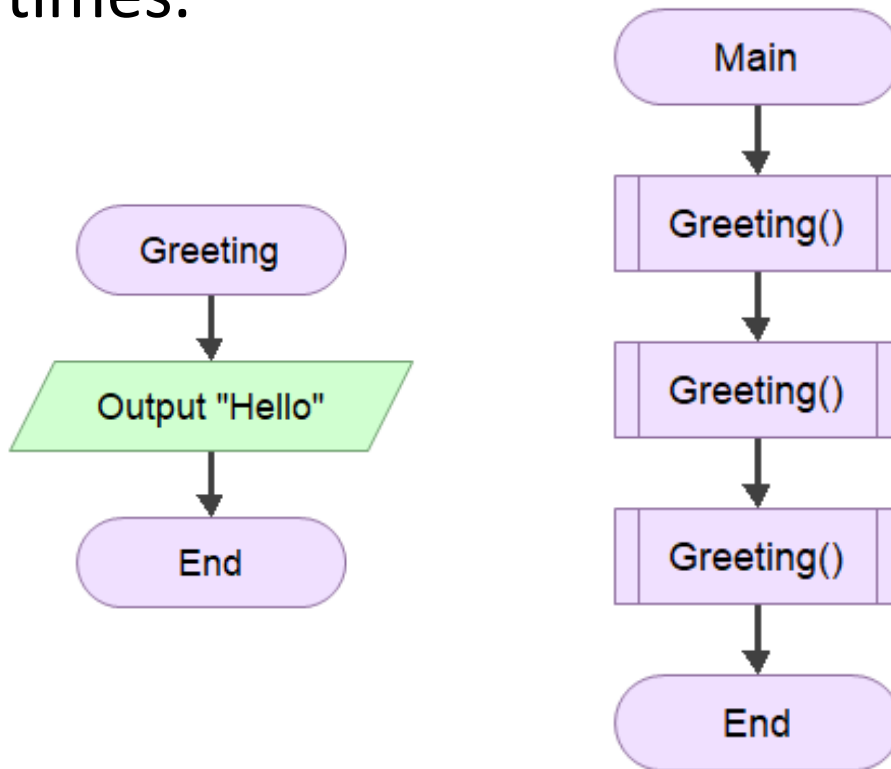 times.
Greeting
Output "Hello"
End
Main
Greeting()
Greeting()
Greeting()
End